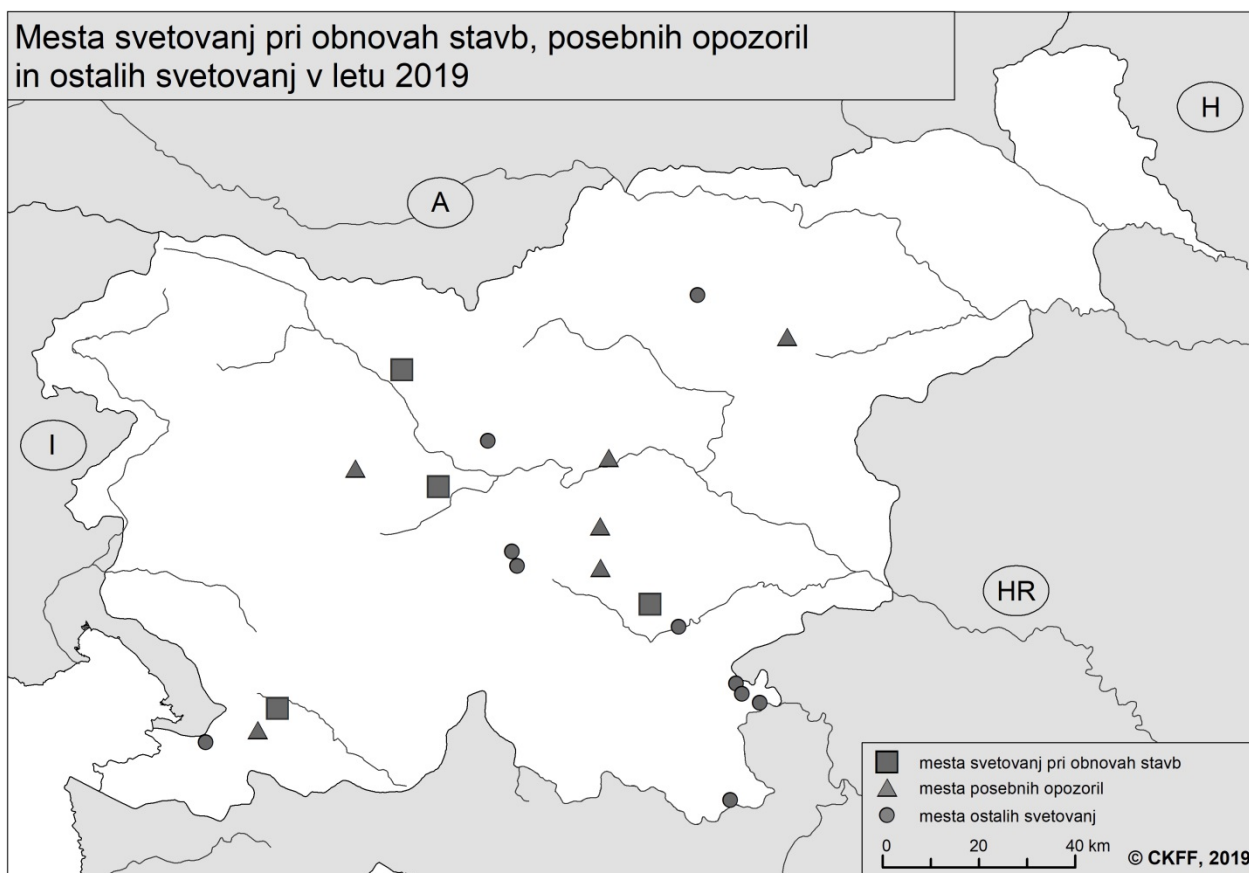 Mesta svetovanj pri obnovah stavb, posebnih opozoril
in ostalih svetovanj v letu 2019
H
A
I
HR
mesta svetovanj pri obnovah stavb
mesta posebnih opozoril
mesta ostalih svetovanj
0 20 40 km
© CKFF, 2019